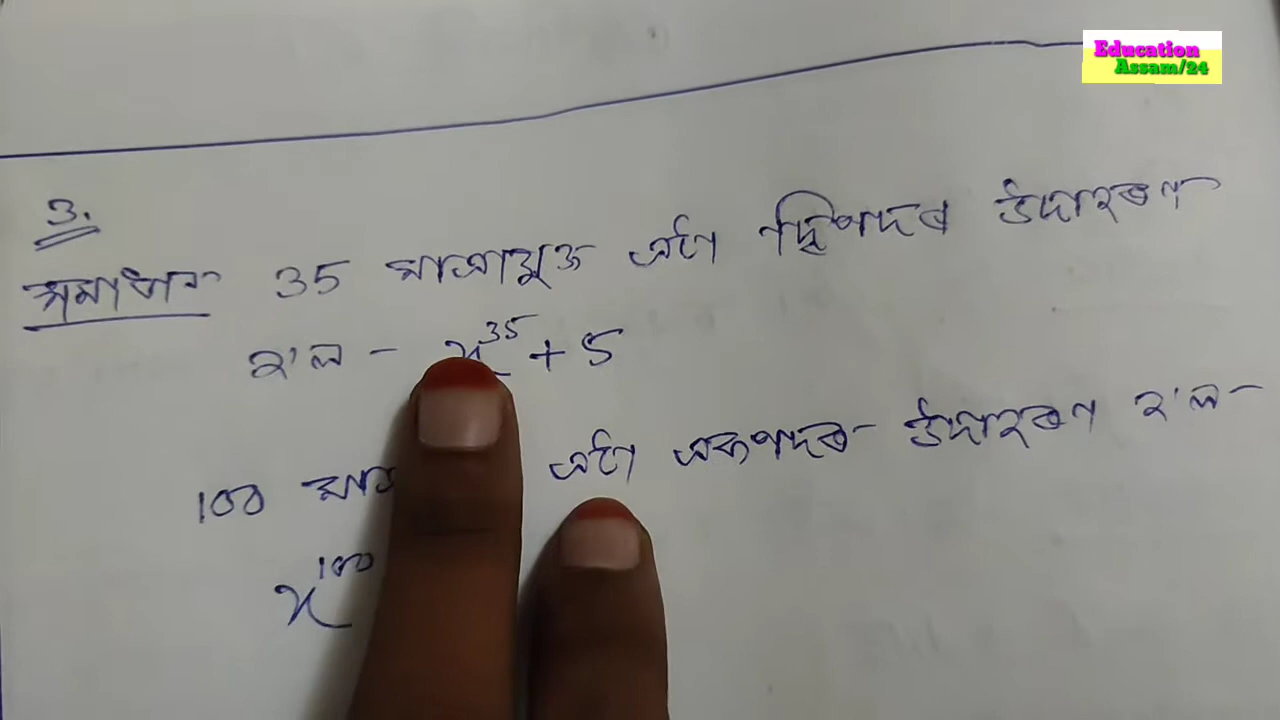 Education
Assam/24
3.
সমাধান 35 মাত্ৰাযুক্ত এটা দ্বিপদৰ উদাহৰণ
হ'ল - x³⁵ + 5
100 এটা একপদৰ উদাহৰণ হ'ল -
x¹⁰⁰